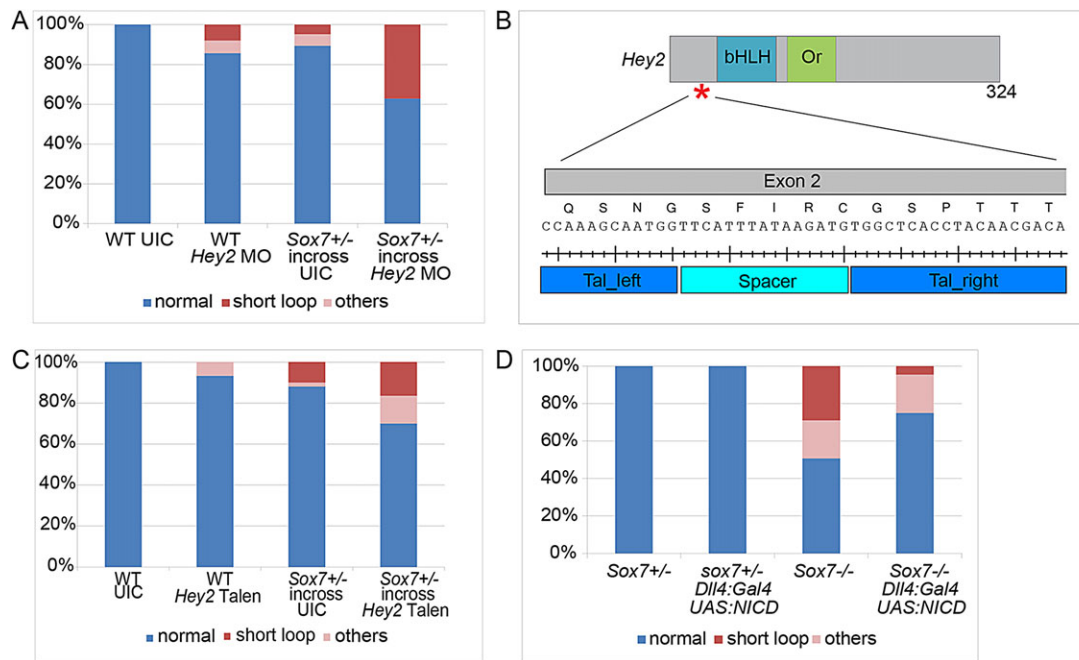 A
100%
80%
60%
40%
20%
0%
WT UIC
WT
Hey2 MO
Sox7+/-
incross
UIC
Sox7+/-
incross
Hey2 MO
normal short loop others
B
Hey2
bHLH Or
*
324
Exon 2
Q S N G S F I R C G S P T T T
CCAAAGCAATGGTTCATTTATAAGATGTGGCTCACCTACAACGACA
Tal_left Spacer Tal_right
C
100%
80%
60%
40%
20%
0%
WT
UIC
WT
Hey2 Talen
Sox7+/-
incross
UIC
Sox7+/-
incross
Hey2 Talen
normal short loop others
D
100%
80%
60%
40%
20%
0%
Sox7+/-
sox7+/-
Dll4:Gal4
UAS:NICD
Sox7-/-
Sox7-/-
Dll4:Gal4
UAS:NICD
normal short loop others